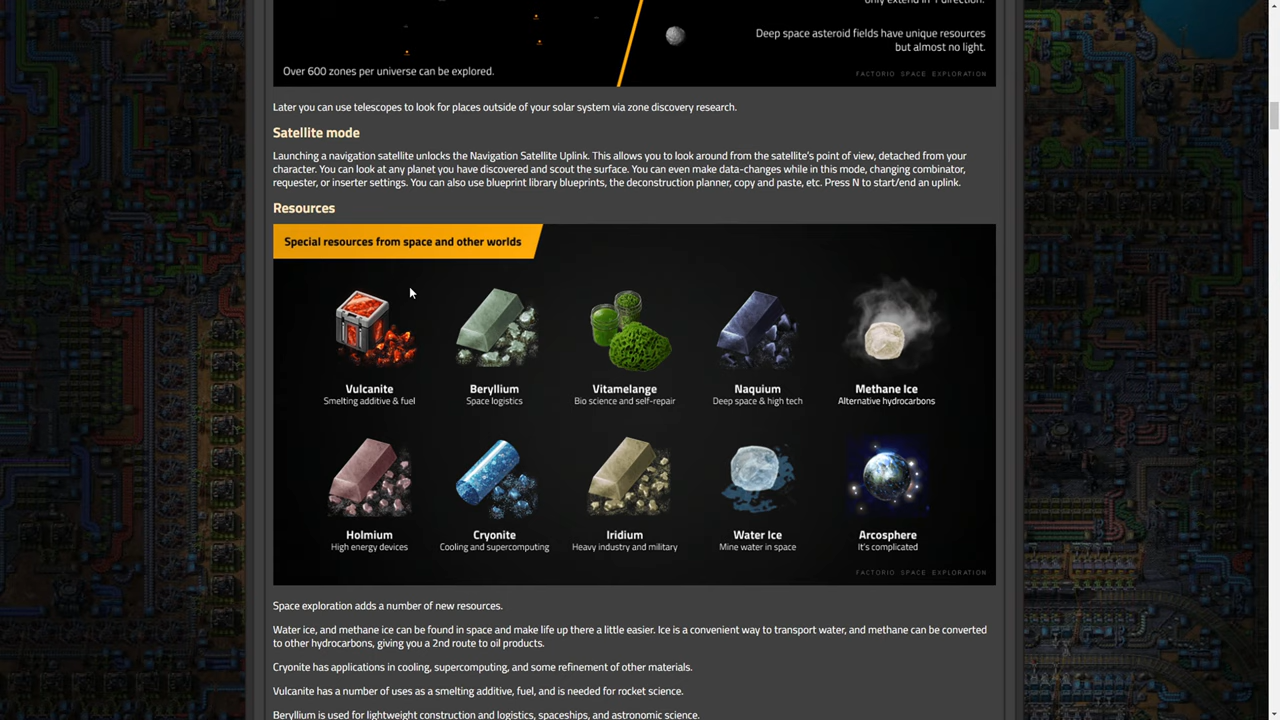 only extend in 1 direction.
Deep space asteroid fields have unique resources
but almost no light.
Over 600 zones per universe can be explored.
FACTORIO SPACE EXPLORATION
Later you can use telescopes to look for places outside of your solar system via zone discovery research.
Satellite mode
Launching a navigation satellite unlocks the Navigation Satellite Uplink. This allows you to look around from the satellite's point of view, detached from your
character. You can look at any planet you have discovered and scout the surface. You can even make data-changes while in this mode, changing combinator,
requester, or inserter settings. You can also use blueprint library blueprints, the deconstruction planner, copy and paste, etc. Press N to start/end an uplink.
Resources
Special resources from space and other worlds
Vulcanite
Smelting additive & fuel
Beryllium
Space logistics
Vitamelange
Bio science and self-repair
Naquium
Deep space & high tech
Methane Ice
Alternative hydrocarbons
Holmium
High energy devices
Cryonite
Cooling and supercomputing
Iridium
Heavy industry and military
Water Ice
Mine water in space
Arcosphere
It's complicated
FACTORIO SPACE EXPLORATION
Space exploration adds a number of new resources.
Water ice, and methane ice can be found in space and make life up there a little easier. Ice is a convenient way to transport water, and methane can be converted
to other hydrocarbons, giving you a 2nd route to oil products.
Cryonite has applications in cooling, supercomputing, and some refinement of other materials.
Vulcanite has a number of uses as a smelting additive, fuel, and is needed for rocket science.
Beryllium is used for lightweight construction and logistics, spaceships, and astronomic science.